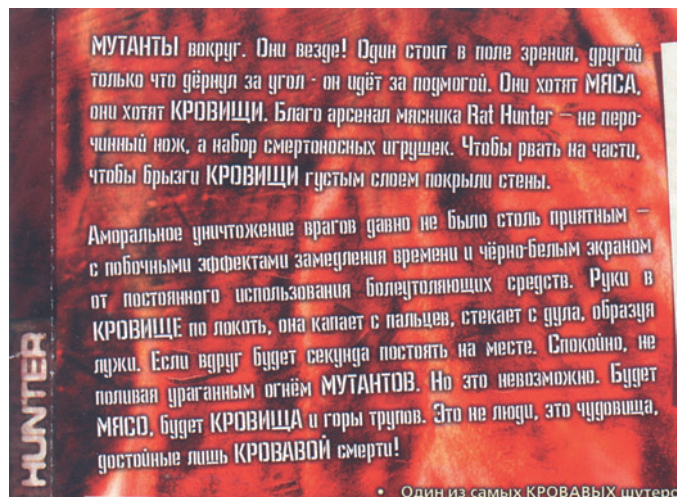 МУТАНТЫ вокруг. Они везде! Один стоит в поле зрения, другой
только что дёрнул за угол - он идёт за подмогой. Они хотят МЯСА,
они хотят КРОВИЩИ. Благо арсенал мясника Rat Hunter – не перо-
чинный нож, а набор смертоносных игрушек. Чтобы рвать на части,
чтобы брызги КРОВИЩИ густым слоем покрыли стены.
Аморальное уничтожение врагов давно не было столь приятным –
с побочными эффектами замедления времени и чёрно-белым экраном
от постоянного использования болеутоляющих средств. Руки в
КРОВИЩЕ по локоть, она капает с пальцев, стекает с дула, образуя
лужи. Если вдруг будет секунда постоять на месте. Спокойно, не
поливая ураганным огнём МУТАНТОВ. Но это невозможно. Будет
МЯСО, будет КРОВИЩА и горы трупов. Это не люди, это чудовища,
достойные лишь КРОВАВОЙ смерти!
HUNTER
• Один из самых КРОВАВЫХ шутеро